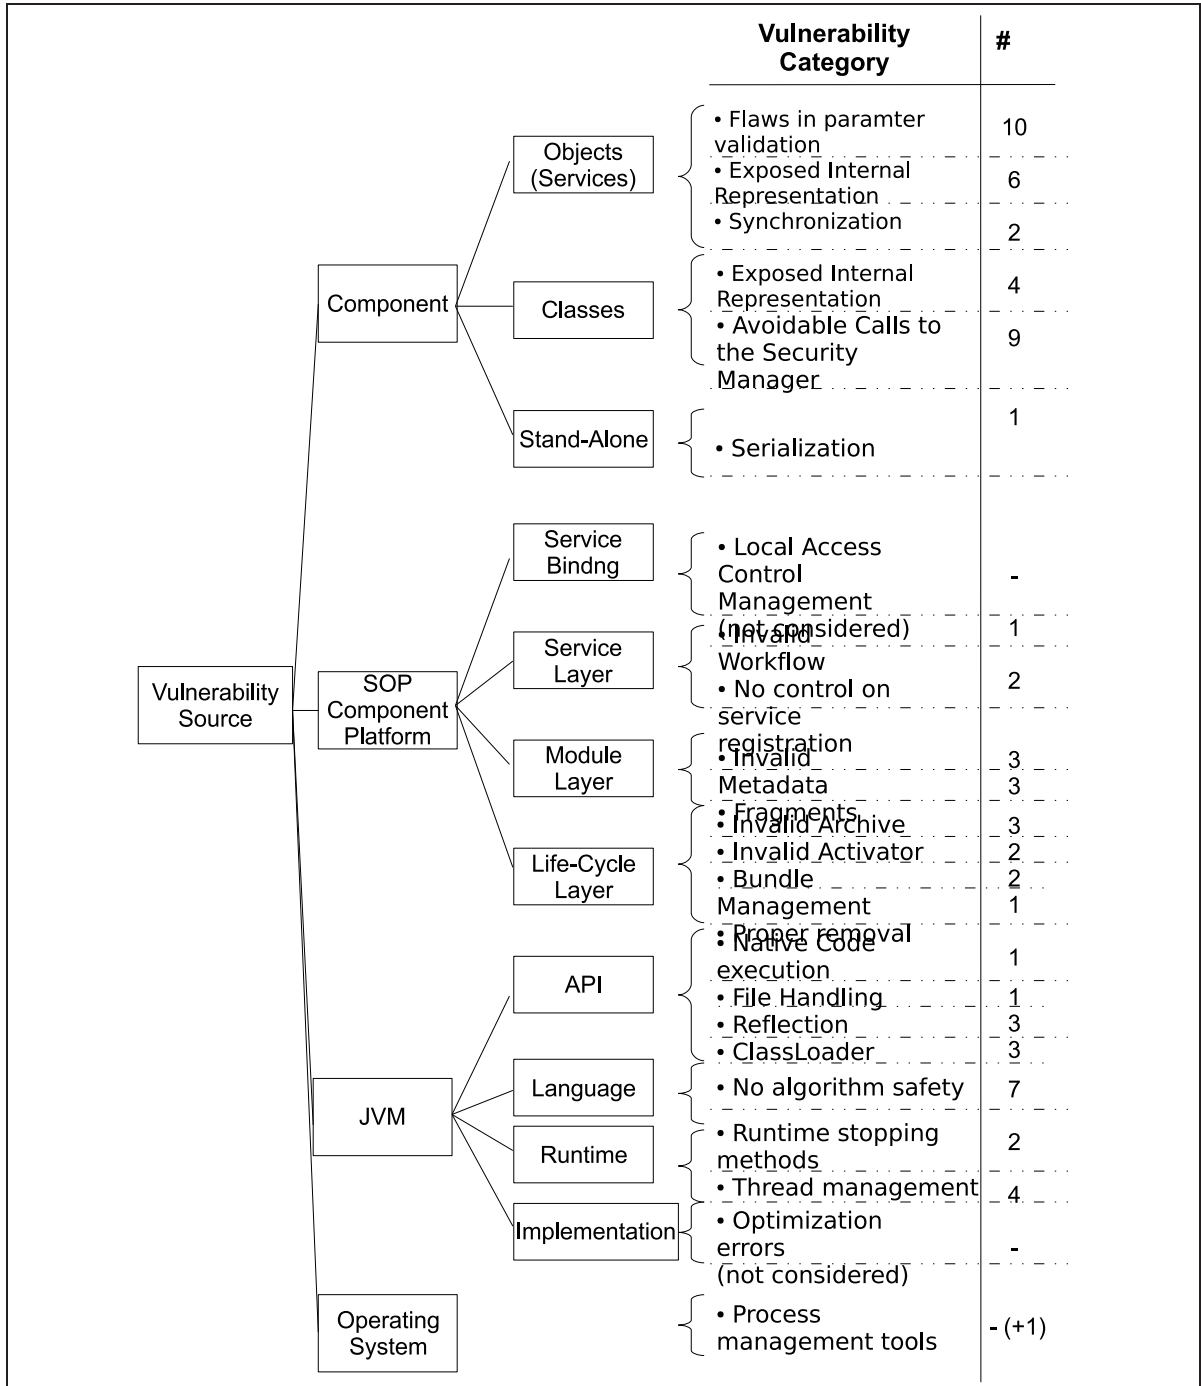 Vulnerability
Category
#
Objects
(Services)
• Flaws in paramter
validation
10
• Exposed Internal
Representation
6
• Synchronization
2
Component
Classes
• Exposed Internal
Representation
4
• Avoidable Calls to
the Security
Manager
9
Stand-Alone
• Serialization
1
Vulnerability
Source
SOP
Component
Platform
Service
Bindng
• Local Access
Control
Management
(not considered)
-
Service
Layer
• Invalid
Workflow
1
• No control on
service
registration
2
Module
Layer
• Invalid
Metadata
3
• Fragments
3
Life-Cycle
Layer
• Invalid Archive
3
• Invalid Activator
2
• Bundle
Management
2
• Proper removal
1
JVM
API
• Native Code
execution
1
• File Handling
1
• Reflection
3
• ClassLoader
3
Language
• No algorithm safety
7
Runtime
• Runtime stopping
methods
2
• Thread management
4
Implementation
• Optimization
errors
(not considered)
-
Operating
System
• Process
management tools
- (+1)